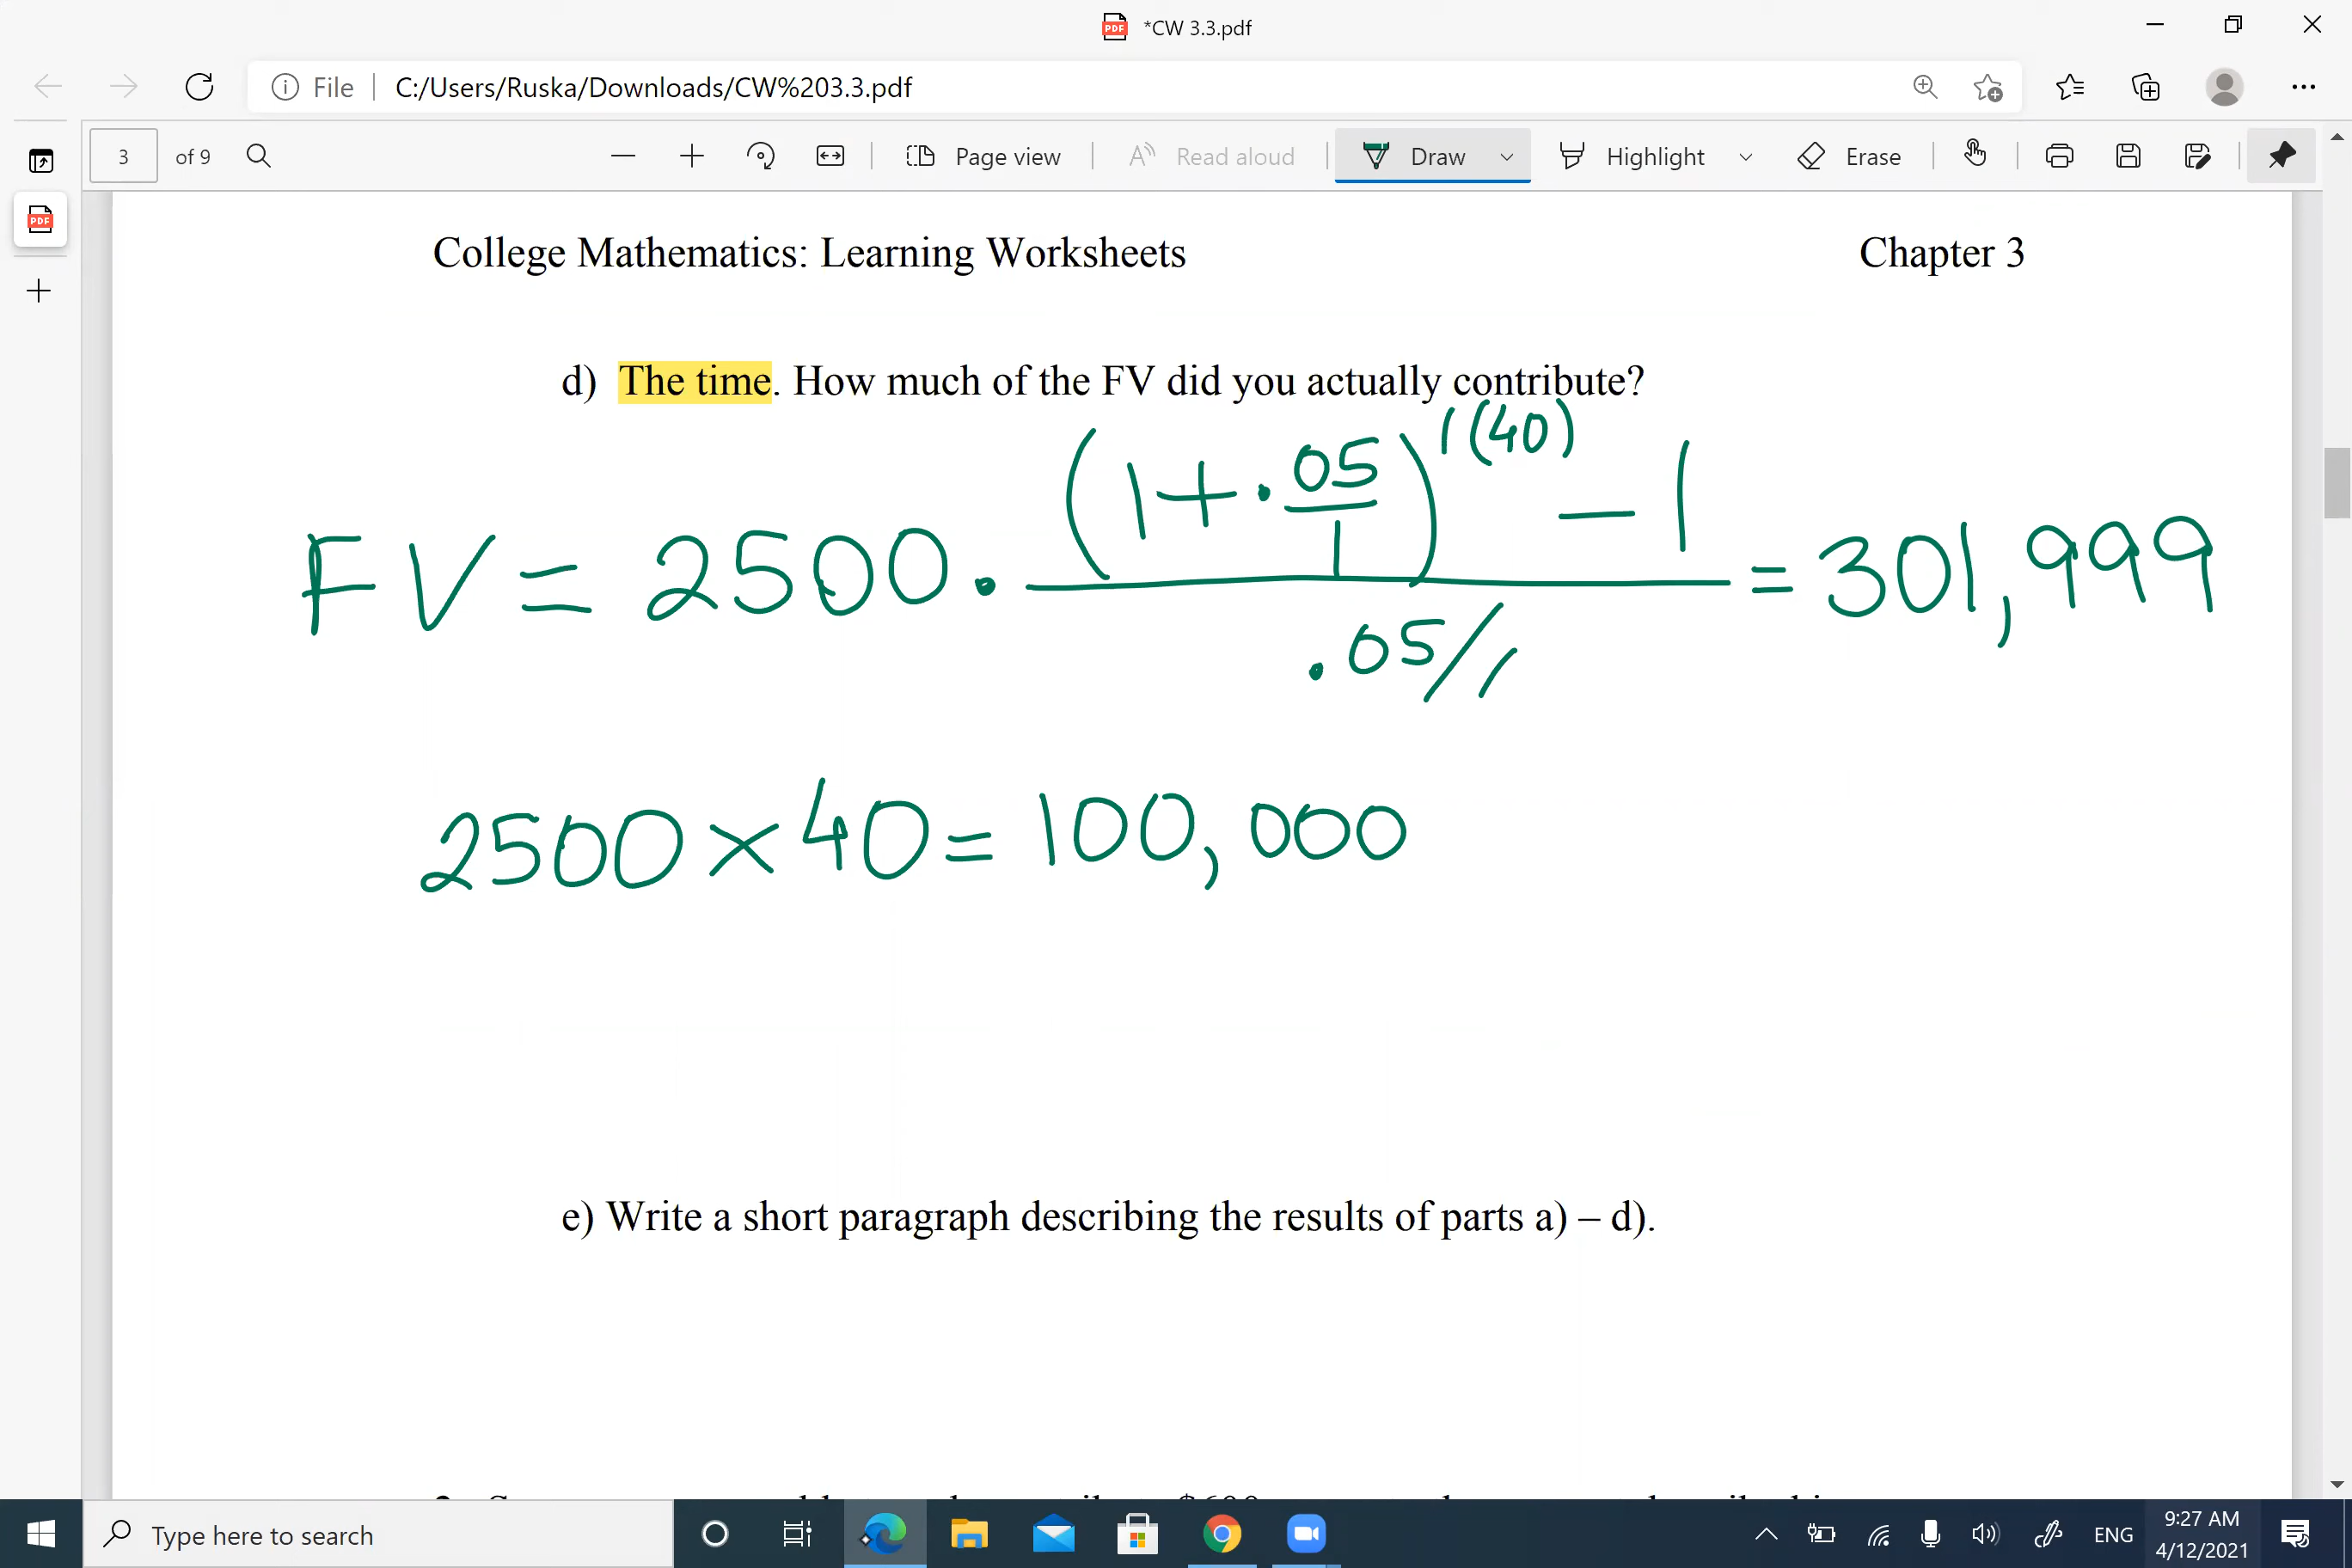 *CW 3.3.pdf
File C:/Users/Ruska/Downloads/CW%203.3.pdf
3 of 9 Page view Read aloud Draw Highlight Erase
College Mathematics: Learning Worksheets Chapter 3
d) The time. How much of the FV did you actually contribute?
FV = 2500 · (1 + .05/1)^1(40) − 1 / .05/1 = 301,999
2500 × 40 = 100,000
e) Write a short paragraph describing the results of parts a) – d).
Type here to search ENG 9:27 AM
4/12/2021